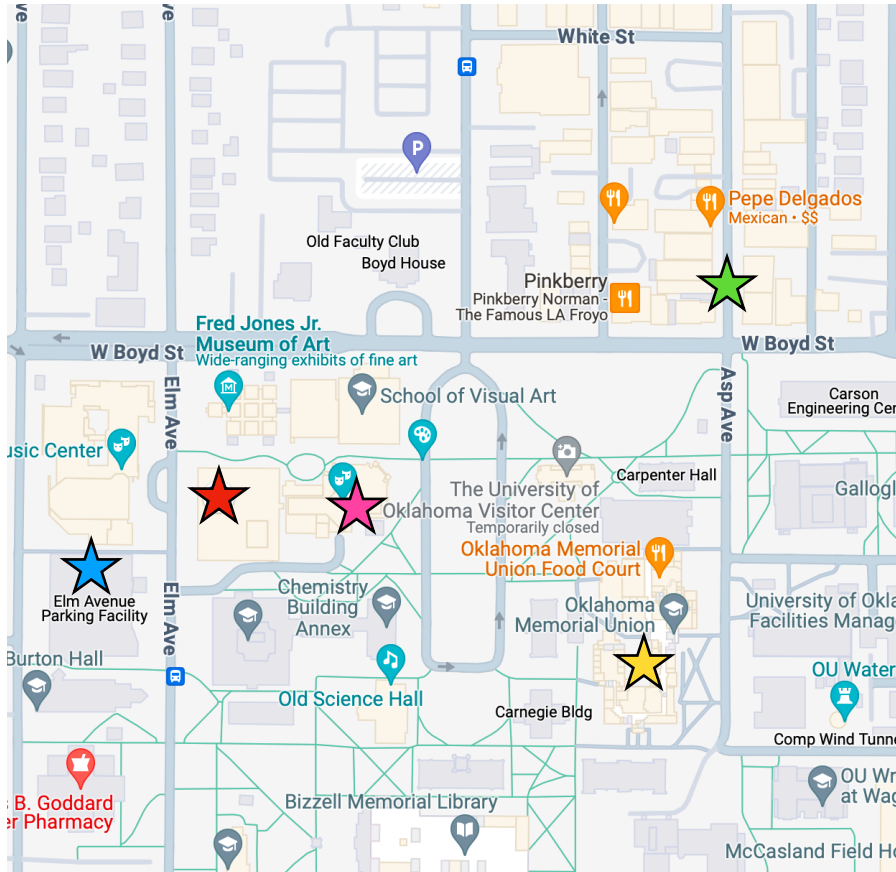 ve
ve
White St
P
Pepe Delgados
Mexican • $$
Old Faculty Club
Boyd House
Pinkberry
Pinkberry Norman -
The Famous LA Froyo
Fred Jones Jr.
Museum of Art
Wide-ranging exhibits of fine art
W Boyd St
W Boyd St
M
Elm Ave
School of Visual Art
Asp Ave
Carson
Engineering Cen
usic Center
Carpenter Hall
The University of
Oklahoma Visitor Center
Temporarily closed
Gallogl
Oklahoma Memorial
Union Food Court
Elm Avenue
Parking Facility
Elm Ave
Chemistry
Building
Annex
Oklahoma
Memorial Union
University of Okla
Facilities Manag
Burton Hall
Old Science Hall
OU Water
Carnegie Bldg
Comp Wind Tunne
s B. Goddard
er Pharmacy
Bizzell Memorial Library
OU Wr
at Wag
McCasland Field Ho